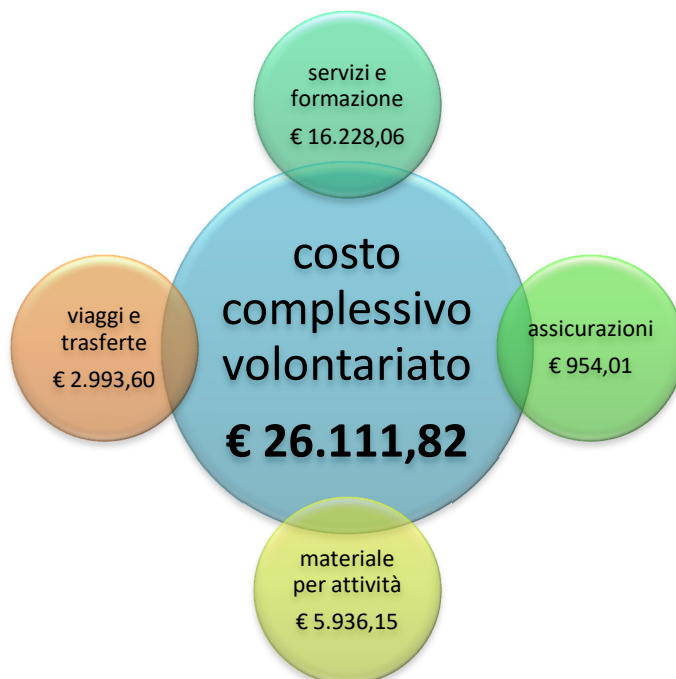 servizi e
formazione
€ 16.228,06
costo
complessivo
volontariato
€ 26.111,82
viaggi e
trasferte
€ 2.993,60
assicurazioni
€ 954,01
materiale
per attività
€ 5.936,15